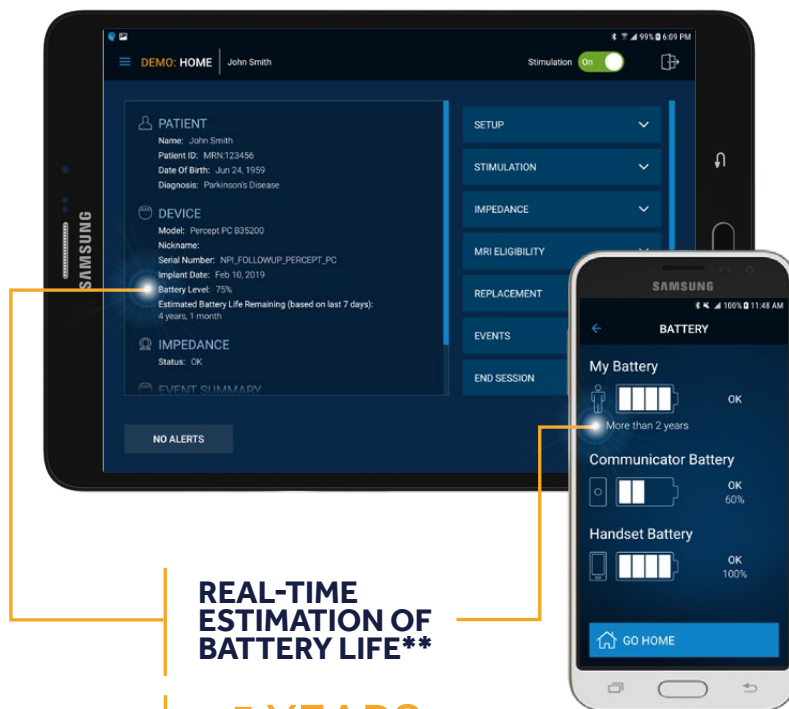 99% 6:09 PM
DEMO: HOME John Smith
Stimulation On
PATIENT
Name: John Smith
Patient ID: MRN:123456
Date Of Birth: Jun 24, 1959
Diagnosis: Parkinson's Disease
DEVICE
Model: Percept PC B35200
Nickname:
Serial Number: NPI_FOLLOWUP_PERCEPT_PC
Implant Date: Feb 10, 2019
Battery Level: 75%
Estimated Battery Life Remaining (based on last 7 days):
4 years, 1 month
IMPEDANCE
Status: OK
EVENT SUMMARY
NO ALERTS
SETUP
STIMULATION
IMPEDANCE
MRI ELIGIBILITY
REPLACEMENT
EVENTS
END SESSION
SAMSUNG
SAMSUNG
100% 11:48 AM
BATTERY
My Battery
OK
More than 2 years
Communicator Battery
OK
60%
Handset Battery
OK
100%
GO HOME
REAL-TIME
ESTIMATION OF
BATTERY LIFE**
YEARS